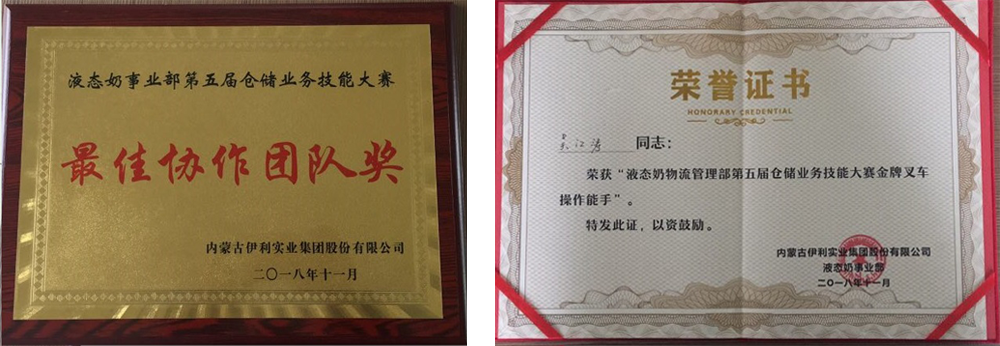 液态奶事业部第五届仓储业务技能大赛
最佳协作团队奖
内蒙古伊利实业集团股份有限公司
二〇一八年十一月
荣誉证书
HONORARY CREDENTIAL
江涛 同志：
荣获“液态奶物流管理部第五届仓储业务技能大赛金牌叉车
操作能手”。
特发此证，以资鼓励。
内蒙古伊利实业集团股份有限公司
液态奶事业部
二〇一八年十一月